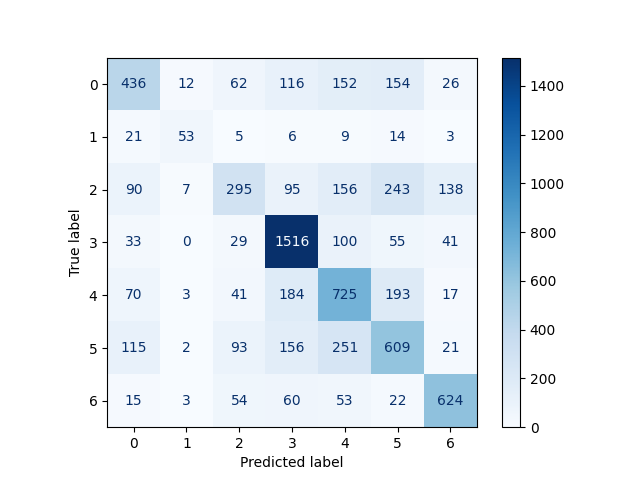 0 436 12 62 116 152 154 26
1 21 53 5 6 9 14 3
2 90 7 295 95 156 243 138
3 33 0 29 1516 100 55 41
4 70 3 41 184 725 193 17
5 115 2 93 156 251 609 21
6 15 3 54 60 53 22 624
0 1 2 3 4 5 6
True label
Predicted label
1400
1200
1000
800
600
400
200
0